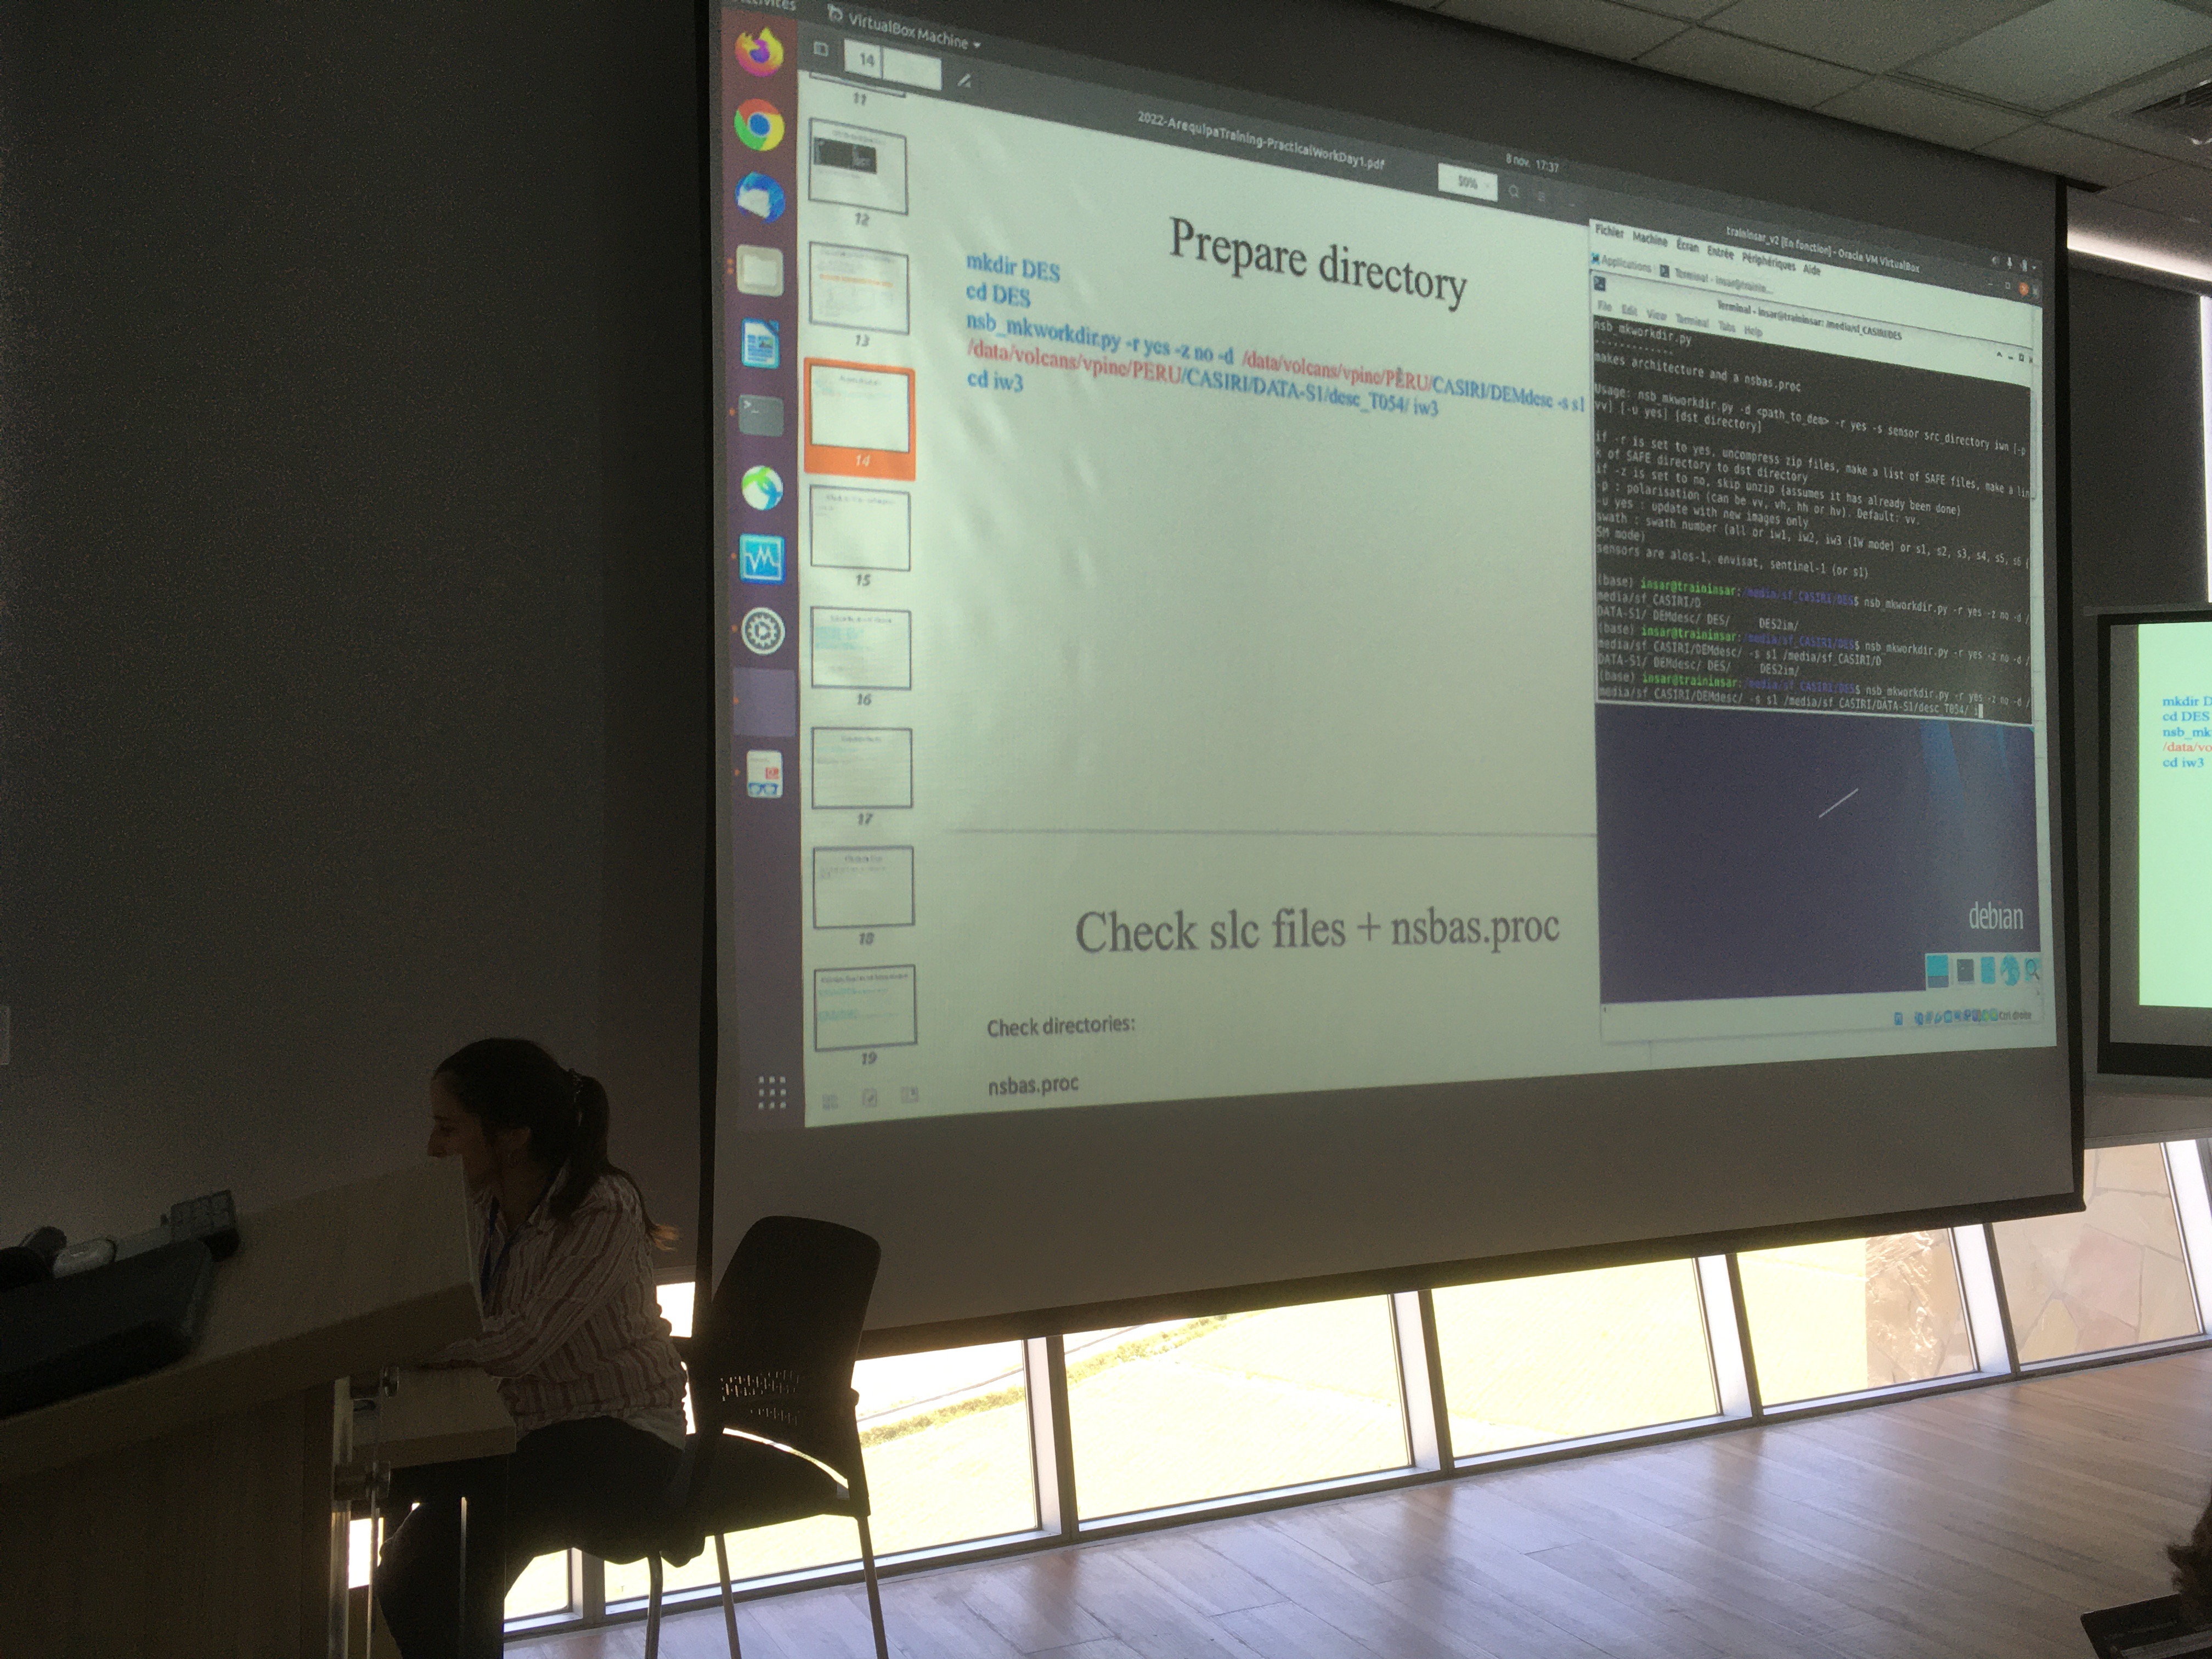 VirtualBox Machine
14
2022-ArequipaTraining-PracticalWorkDay1.pdf
8 nov. 17:37
50%
11
12
13
14
15
16
17
18
19
Prepare directory
mkdir DES
cd DES
nsb_mkworkdir.py -r yes -z no -d /data/volcans/vpine/PERU/CASIRI/DEMdesc -s s1
/data/volcans/vpine/PERU/CASIRI/DATA-S1/desc_T054/ iw3
cd iw3
Check slc files + nsbas.proc
Check directories:
nsbas.proc
traininsar_v2 [En fonction] - Oracle VM VirtualBox
Fichier Machine Écran Entrée Périphériques Aide
Applications Terminal - insar@trainin...
Terminal - insar@traininsar: /media/sf_CASIRI/DES
File Edit View Terminal Tabs Help
nsb_mkworkdir.py
------------
makes architecture and a nsbas.proc
Usage: nsb_mkworkdir.py -d <path_to_dem> -r yes -s sensor src_directory iwn [-p
vv] [-u yes] [dst directory]
if -r is set to yes, uncompress zip files, make a list of SAFE files, make a lin
k of SAFE directory to dst directory
if -z is set to no, skip unzip (assumes it has already been done)
-p : polarisation (can be vv, vh, hh or hv). Default: vv.
-u yes : update with new images only
swath : swath number (all or iw1, iw2, iw3 (IW mode) or s1, s2, s3, s4, s5, s6 (
SM mode)
sensors are alos-1, envisat, sentinel-1 (or s1)
(base) insar@traininsar:/media/sf_CASIRI/DES$ nsb_mkworkdir.py -r yes -z no -d /
media/sf_CASIRI/D
DATA-S1/ DEMdesc/ DES/ DES2im/
(base) insar@traininsar:/media/sf_CASIRI/DES$ nsb_mkworkdir.py -r yes -z no -d /
media/sf_CASIRI/DEMdesc/ -s s1 /media/sf_CASIRI/D
DATA-S1/ DEMdesc/ DES/ DES2im/
(base) insar@traininsar:/media/sf_CASIRI/DES$ nsb_mkworkdir.py -r yes -z no -d /
media/sf_CASIRI/DEMdesc/ -s s1 /media/sf_CASIRI/DATA-S1/desc_T054/ i
debian
Ctrl droite
mkdir D
cd DES
nsb_mk
/data/vo
cd iw3